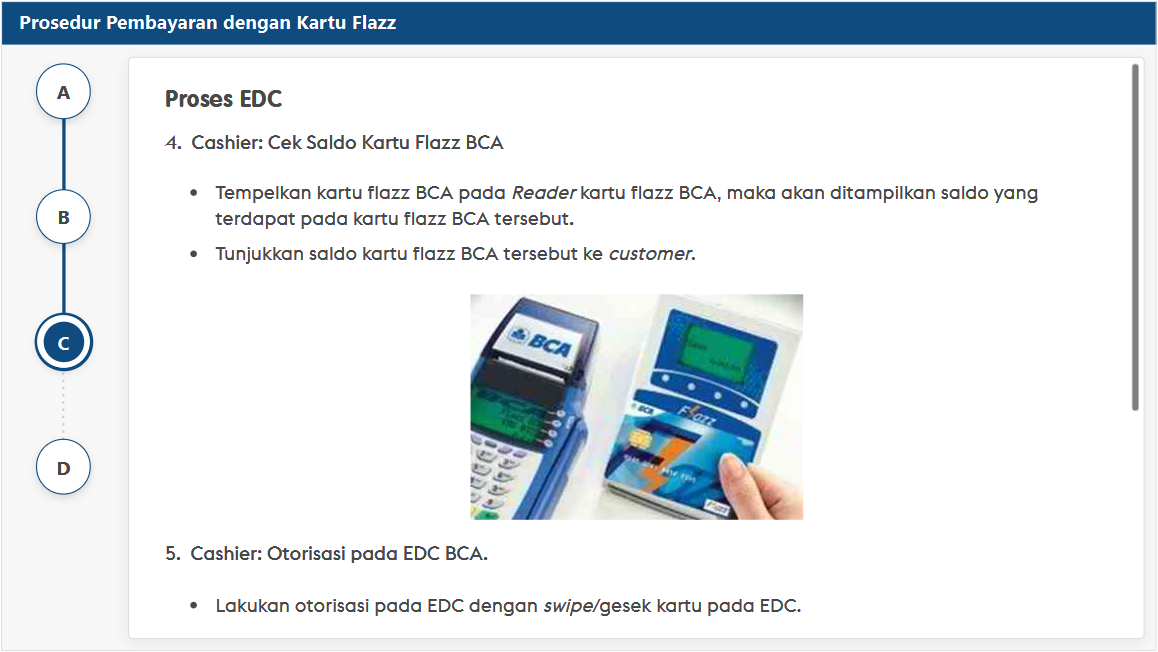 Prosedur Pembayaran dengan Kartu Flazz
A
B
C
D
Proses EDC
4. Cashier: Cek Saldo Kartu Flazz BCA
• Tempelkan kartu flazz BCA pada Reader kartu flazz BCA, maka akan ditampilkan saldo yang
terdapat pada kartu flazz BCA tersebut.
• Tunjukkan saldo kartu flazz BCA tersebut ke customer.
BCA
BCA
Flazz
5. Cashier: Otorisasi pada EDC BCA.
• Lakukan otorisasi pada EDC dengan swipe/gesek kartu pada EDC.